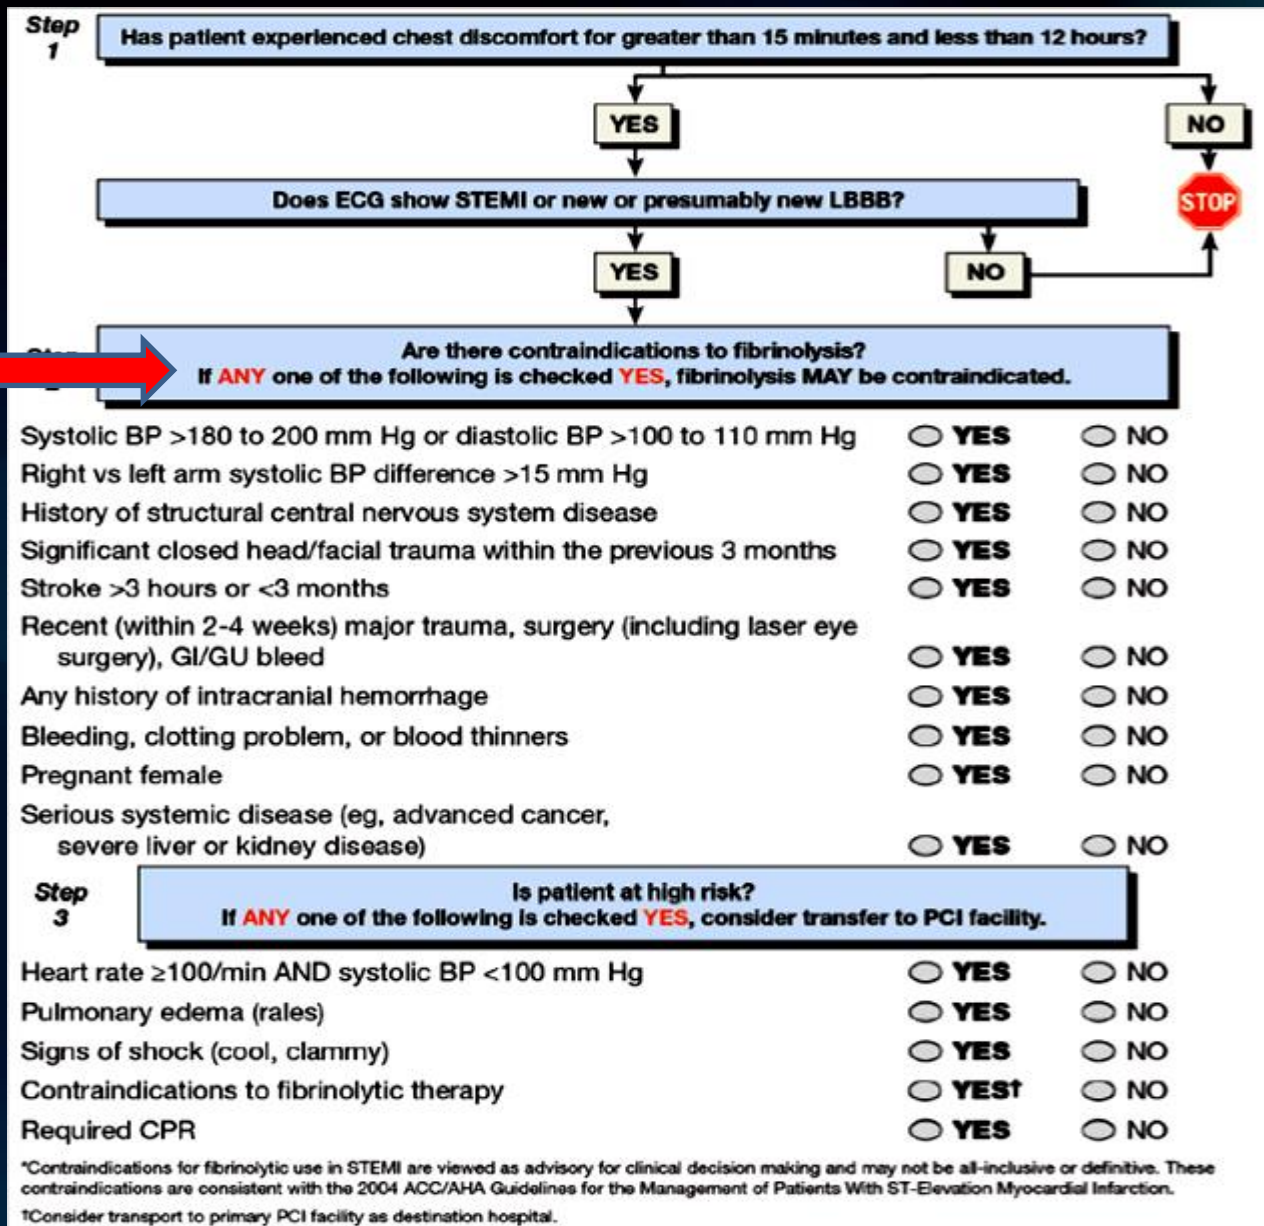 Step
1
Has patient experienced chest discomfort for greater than 15 minutes and less than 12 hours?
YES
NO
STOP
Does ECG show STEMI or new or presumably new LBBB?
YES
NO
Are there contraindications to fibrinolysis?
If ANY one of the following is checked YES, fibrinolysis MAY be contraindicated.
Systolic BP >180 to 200 mm Hg or diastolic BP >100 to 110 mm Hg YES NO
Right vs left arm systolic BP difference >15 mm Hg YES NO
History of structural central nervous system disease YES NO
Significant closed head/facial trauma within the previous 3 months YES NO
Stroke >3 hours or <3 months YES NO
Recent (within 2-4 weeks) major trauma, surgery (including laser eye
surgery), GI/GU bleed YES NO
Any history of intracranial hemorrhage YES NO
Bleeding, clotting problem, or blood thinners YES NO
Pregnant female YES NO
Serious systemic disease (eg, advanced cancer,
severe liver or kidney disease) YES NO
Step
3
Is patient at high risk?
If ANY one of the following is checked YES, consider transfer to PCI facility.
Heart rate ≥100/min AND systolic BP <100 mm Hg YES NO
Pulmonary edema (rales) YES NO
Signs of shock (cool, clammy) YES NO
Contraindications to fibrinolytic therapy YES† NO
Required CPR YES NO
*Contraindications for fibrinolytic use in STEMI are viewed as advisory for clinical decision making and may not be all-inclusive or definitive. These
contraindications are consistent with the 2004 ACC/AHA Guidelines for the Management of Patients With ST-Elevation Myocardial Infarction.
†Consider transport to primary PCI facility as destination hospital.